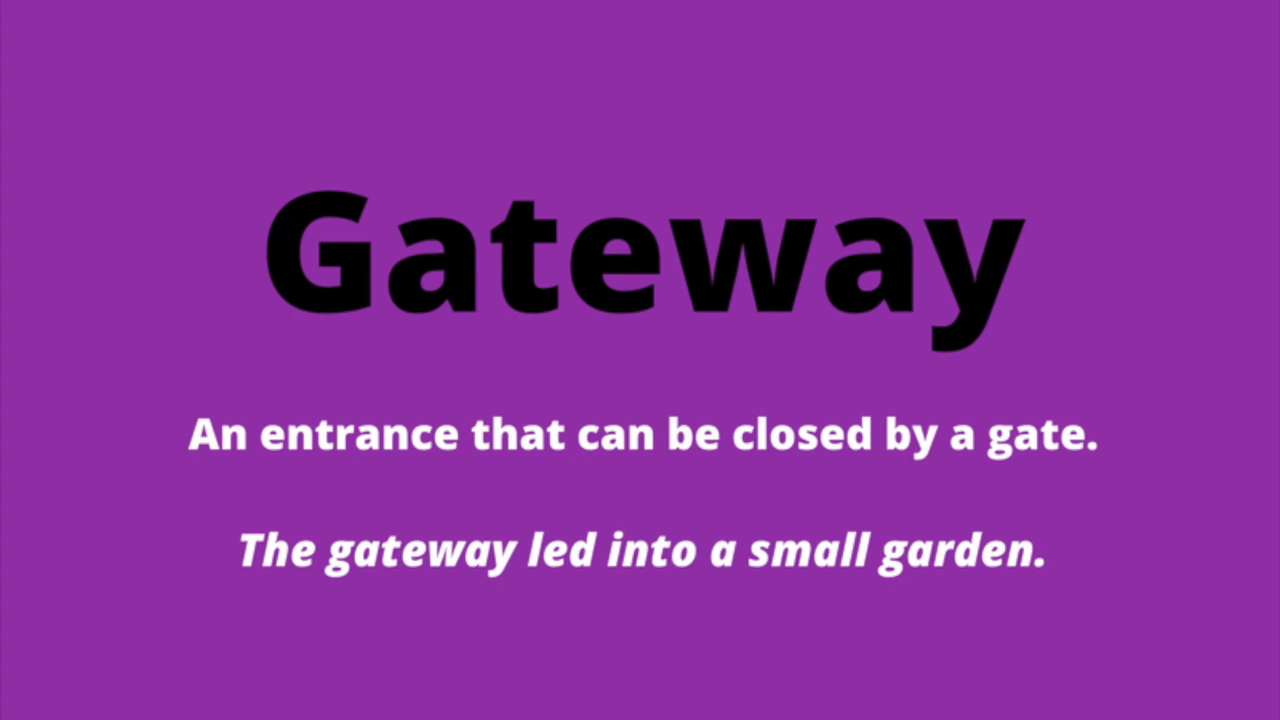 Gateway
An entrance that can be closed by a gate.
The gateway led into a small garden.